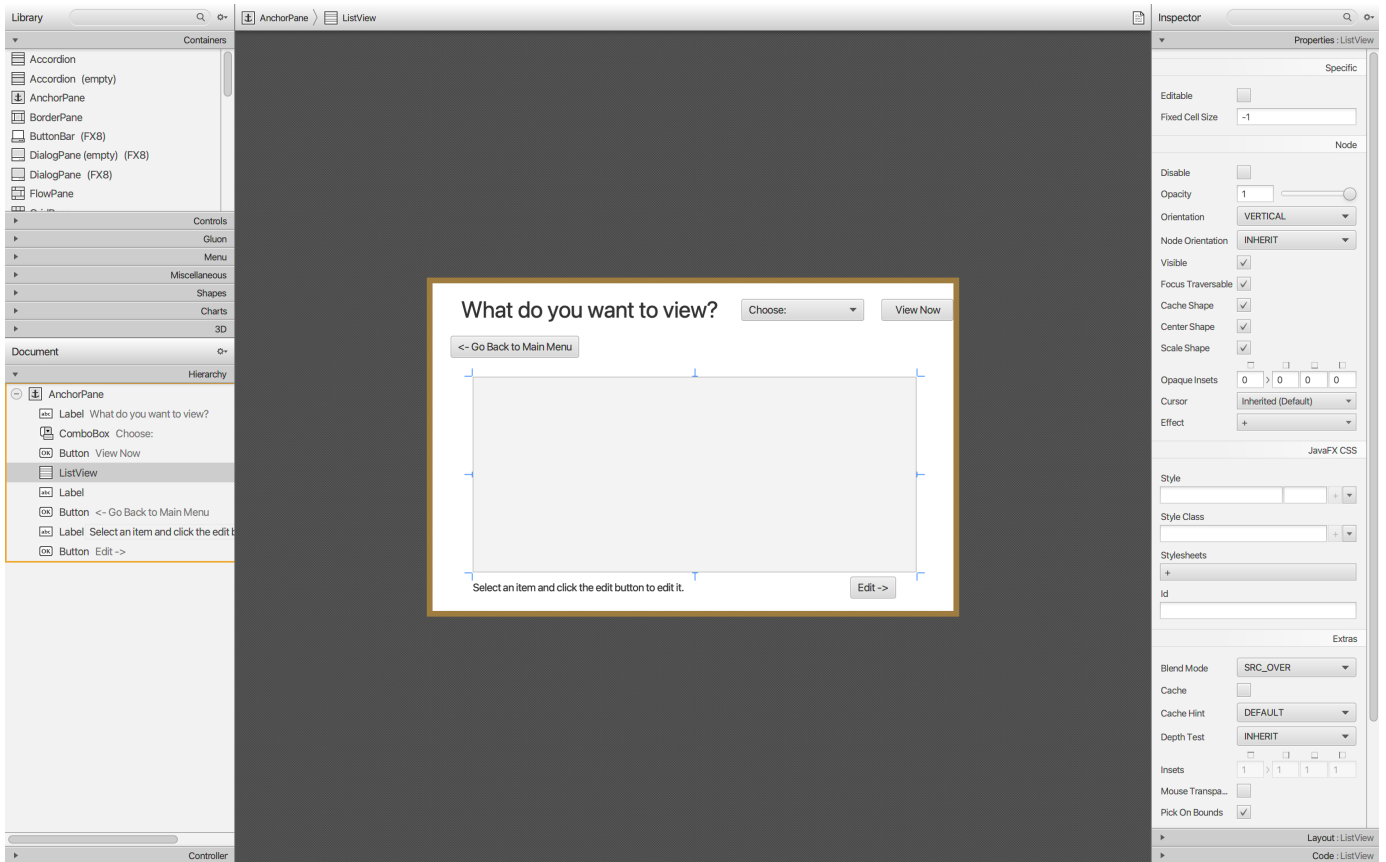 Library
Containers
Accordion
Accordion (empty)
AnchorPane
BorderPane
ButtonBar (FX8)
DialogPane (empty) (FX8)
DialogPane (FX8)
FlowPane
Controls
Gluon
Menu
Miscellaneous
Shapes
Charts
3D
Document
Hierarchy
AnchorPane
abc Label What do you want to view?
ComboBox Choose:
OK Button View Now
ListView
abc Label
OK Button <- Go Back to Main Menu
abc Label Select an item and click the edit b
OK Button Edit ->
Controller
AnchorPane ListView
What do you want to view?
Choose:
View Now
<- Go Back to Main Menu
Select an item and click the edit button to edit it.
Edit ->
Inspector
Properties : ListView
Specific
Editable
Fixed Cell Size -1
Node
Disable
Opacity 1
Orientation VERTICAL
Node Orientation INHERIT
Visible
Focus Traversable
Cache Shape
Center Shape
Scale Shape
Opaque Insets 0 > 0 0 0
Cursor Inherited (Default)
Effect +
JavaFX CSS
Style
+
Style Class
+
Stylesheets
+
Id
Extras
Blend Mode SRC_OVER
Cache
Cache Hint DEFAULT
Depth Test INHERIT
Insets 1 > 1 1 1
Mouse Transpa...
Pick On Bounds
Layout : ListView
Code : ListView